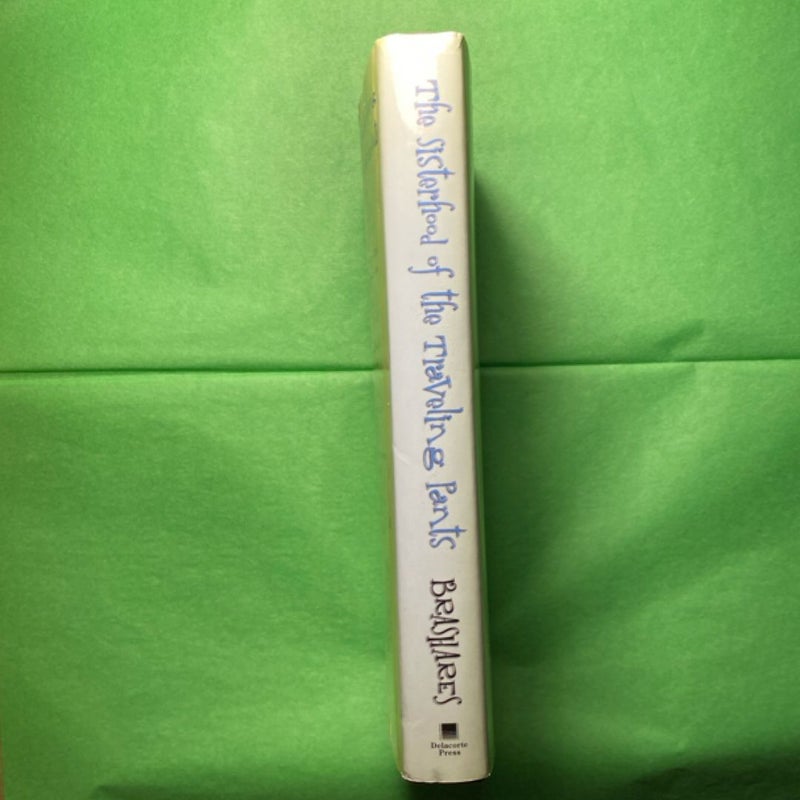 The Sisterhood of the Traveling Pants
BRASHARES
Delacorte
Press